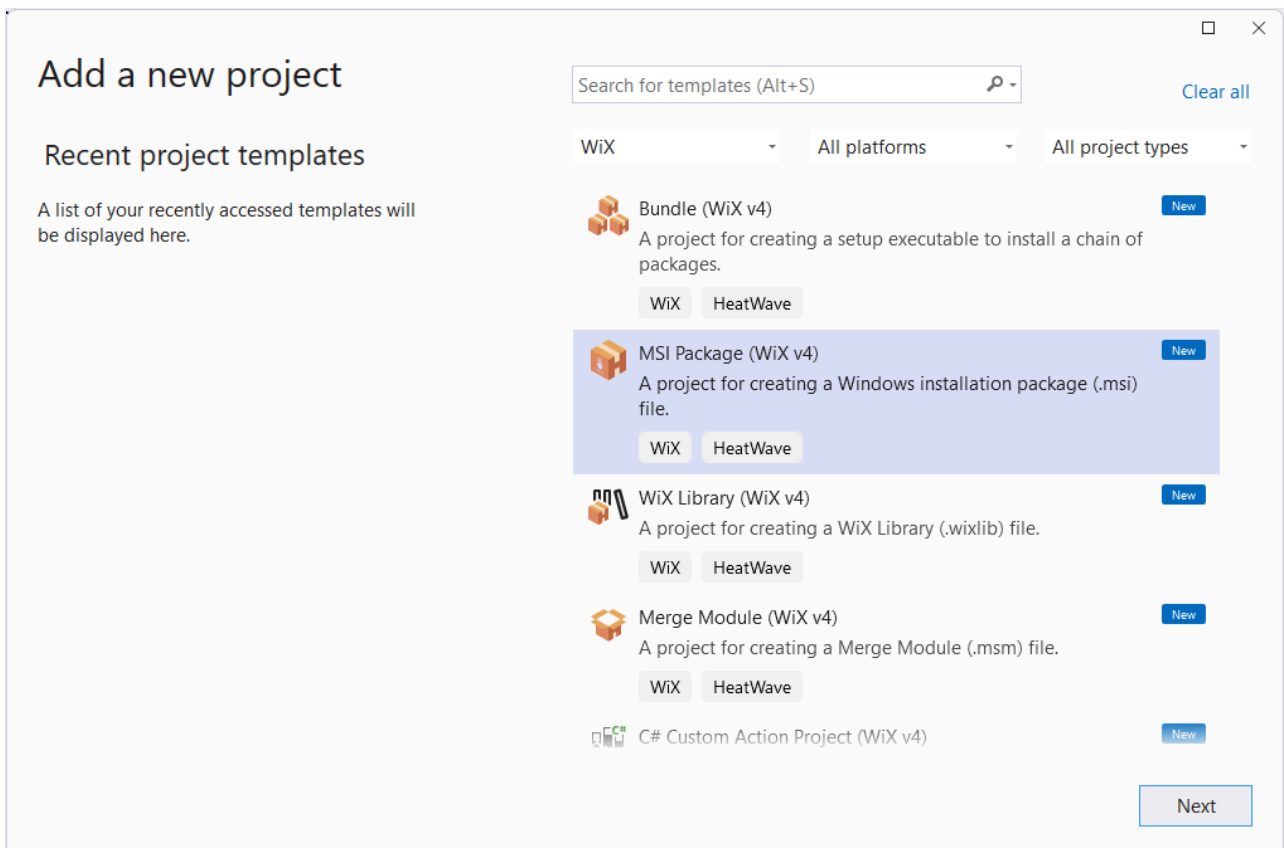 Add a new project
Recent project templates
A list of your recently accessed templates will
be displayed here.
Search for templates (Alt+S)
Clear all
WiX
All platforms
All project types
Bundle (WiX v4)
New
A project for creating a setup executable to install a chain of
packages.
WiX HeatWave
MSI Package (WiX v4)
New
A project for creating a Windows installation package (.msi)
file.
WiX HeatWave
WiX Library (WiX v4)
New
A project for creating a WiX Library (.wixlib) file.
WiX HeatWave
Merge Module (WiX v4)
New
A project for creating a Merge Module (.msm) file.
WiX HeatWave
C# Custom Action Project (WiX v4)
New
Next